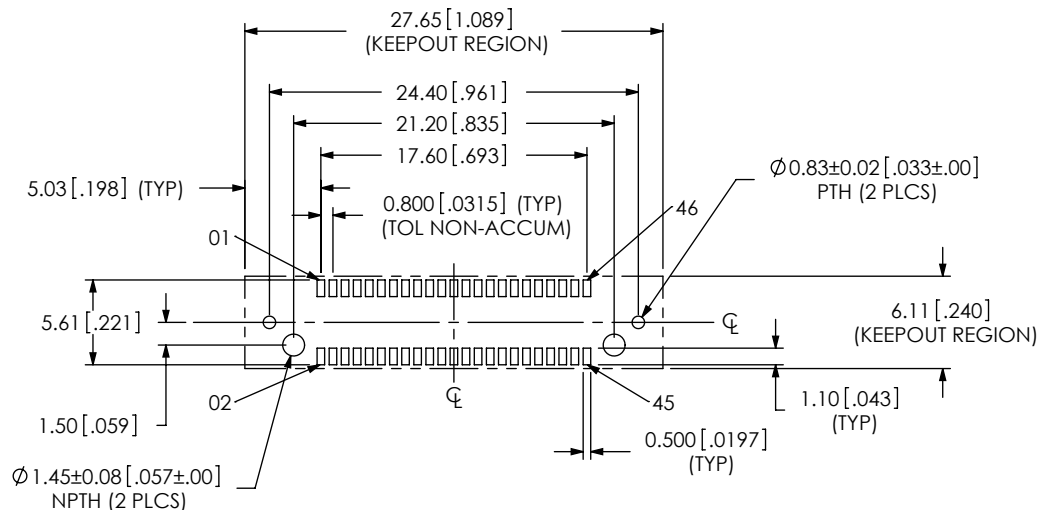 27.65[1.089]
(KEEPOUT REGION)
24.40[.961]
21.20[.835]
17.60[.693]
5.03[.198] (TYP)
0.800[.0315] (TYP)
(TOL NON-ACCUM)
Ø0.83±0.02[.033±.00]
PTH (2 PLCS)
01
46
5.61[.221]
℄
6.11[.240]
(KEEPOUT REGION)
02
℄
45
1.50[.059]
1.10[.043]
(TYP)
0.500[.0197]
(TYP)
Ø1.45±0.08[.057±.00]
NPTH (2 PLCS)